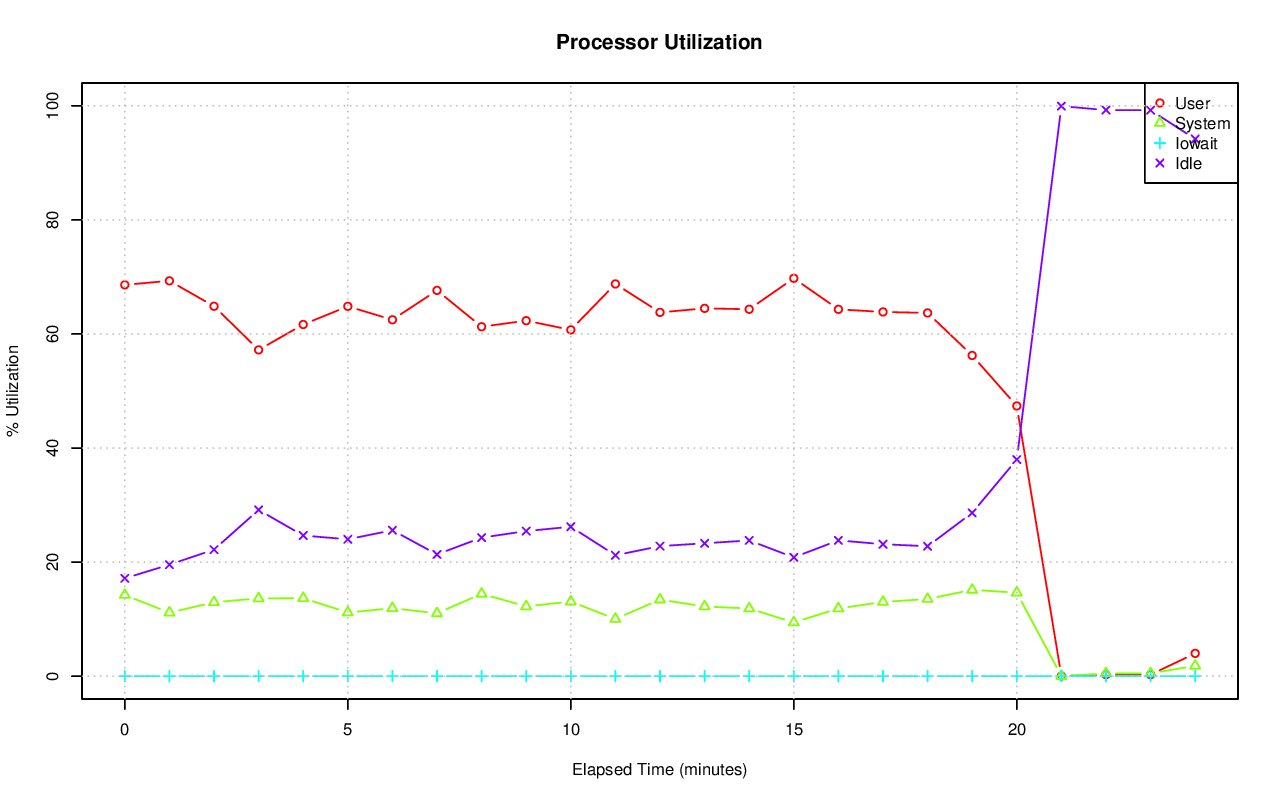 Processor Utilization
% Utilization
100
80
60
40
20
0
User
System
Iowait
Idle
0 5 10 15 20
Elapsed Time (minutes)